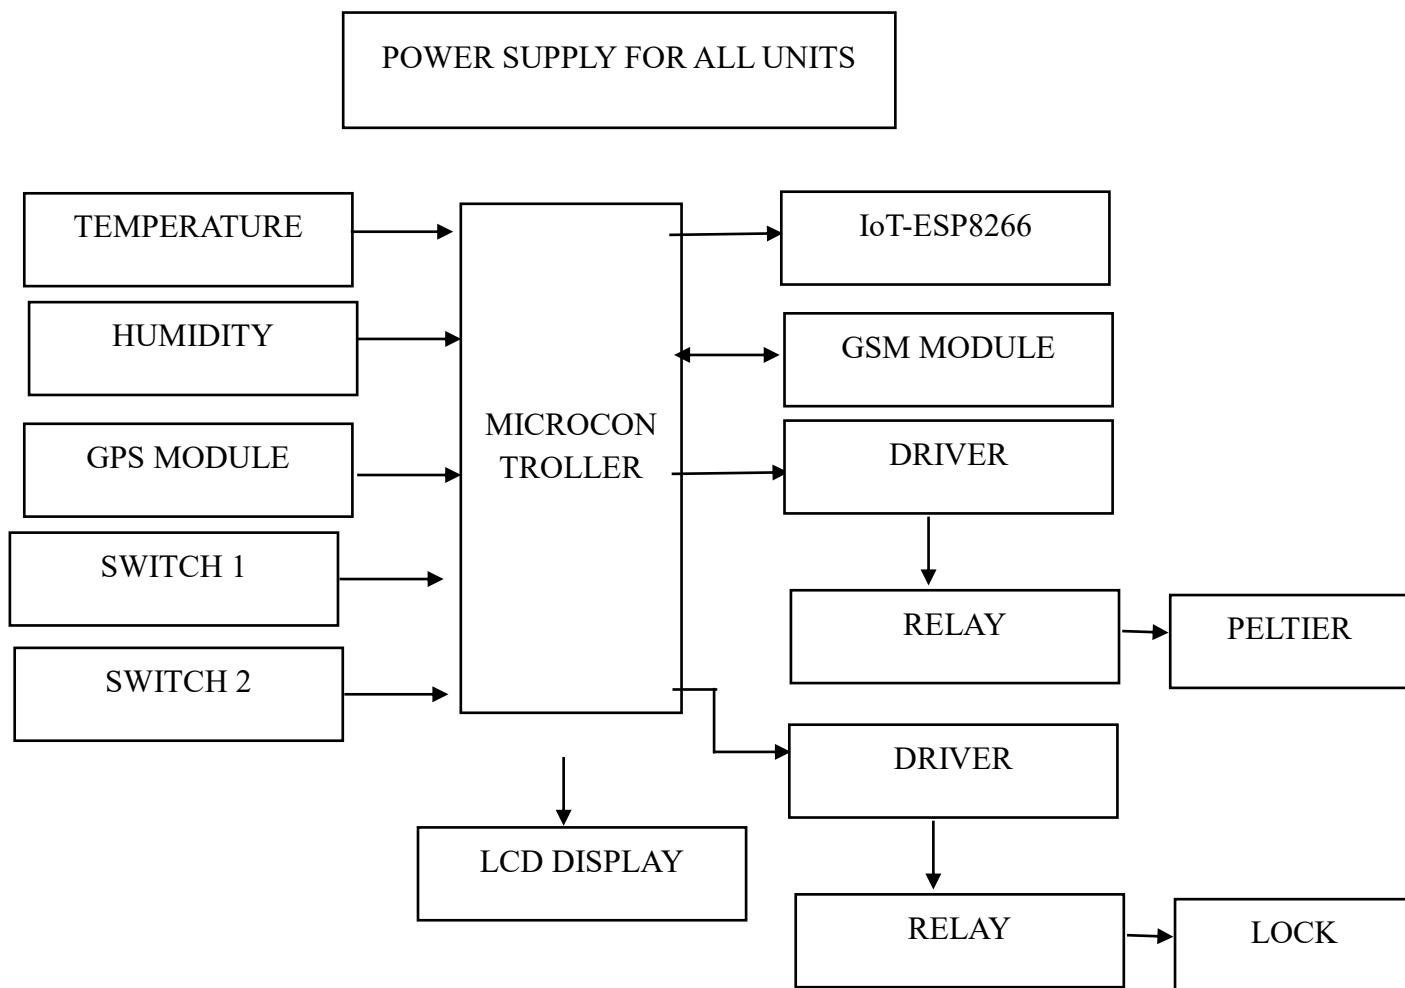 POWER SUPPLY FOR ALL UNITS
TEMPERATURE
HUMIDITY
GPS MODULE
SWITCH 1
SWITCH 2
MICROCON
TROLLER
LCD DISPLAY
IoT-ESP8266
GSM MODULE
DRIVER
RELAY
PELTIER
DRIVER
RELAY
LOCK